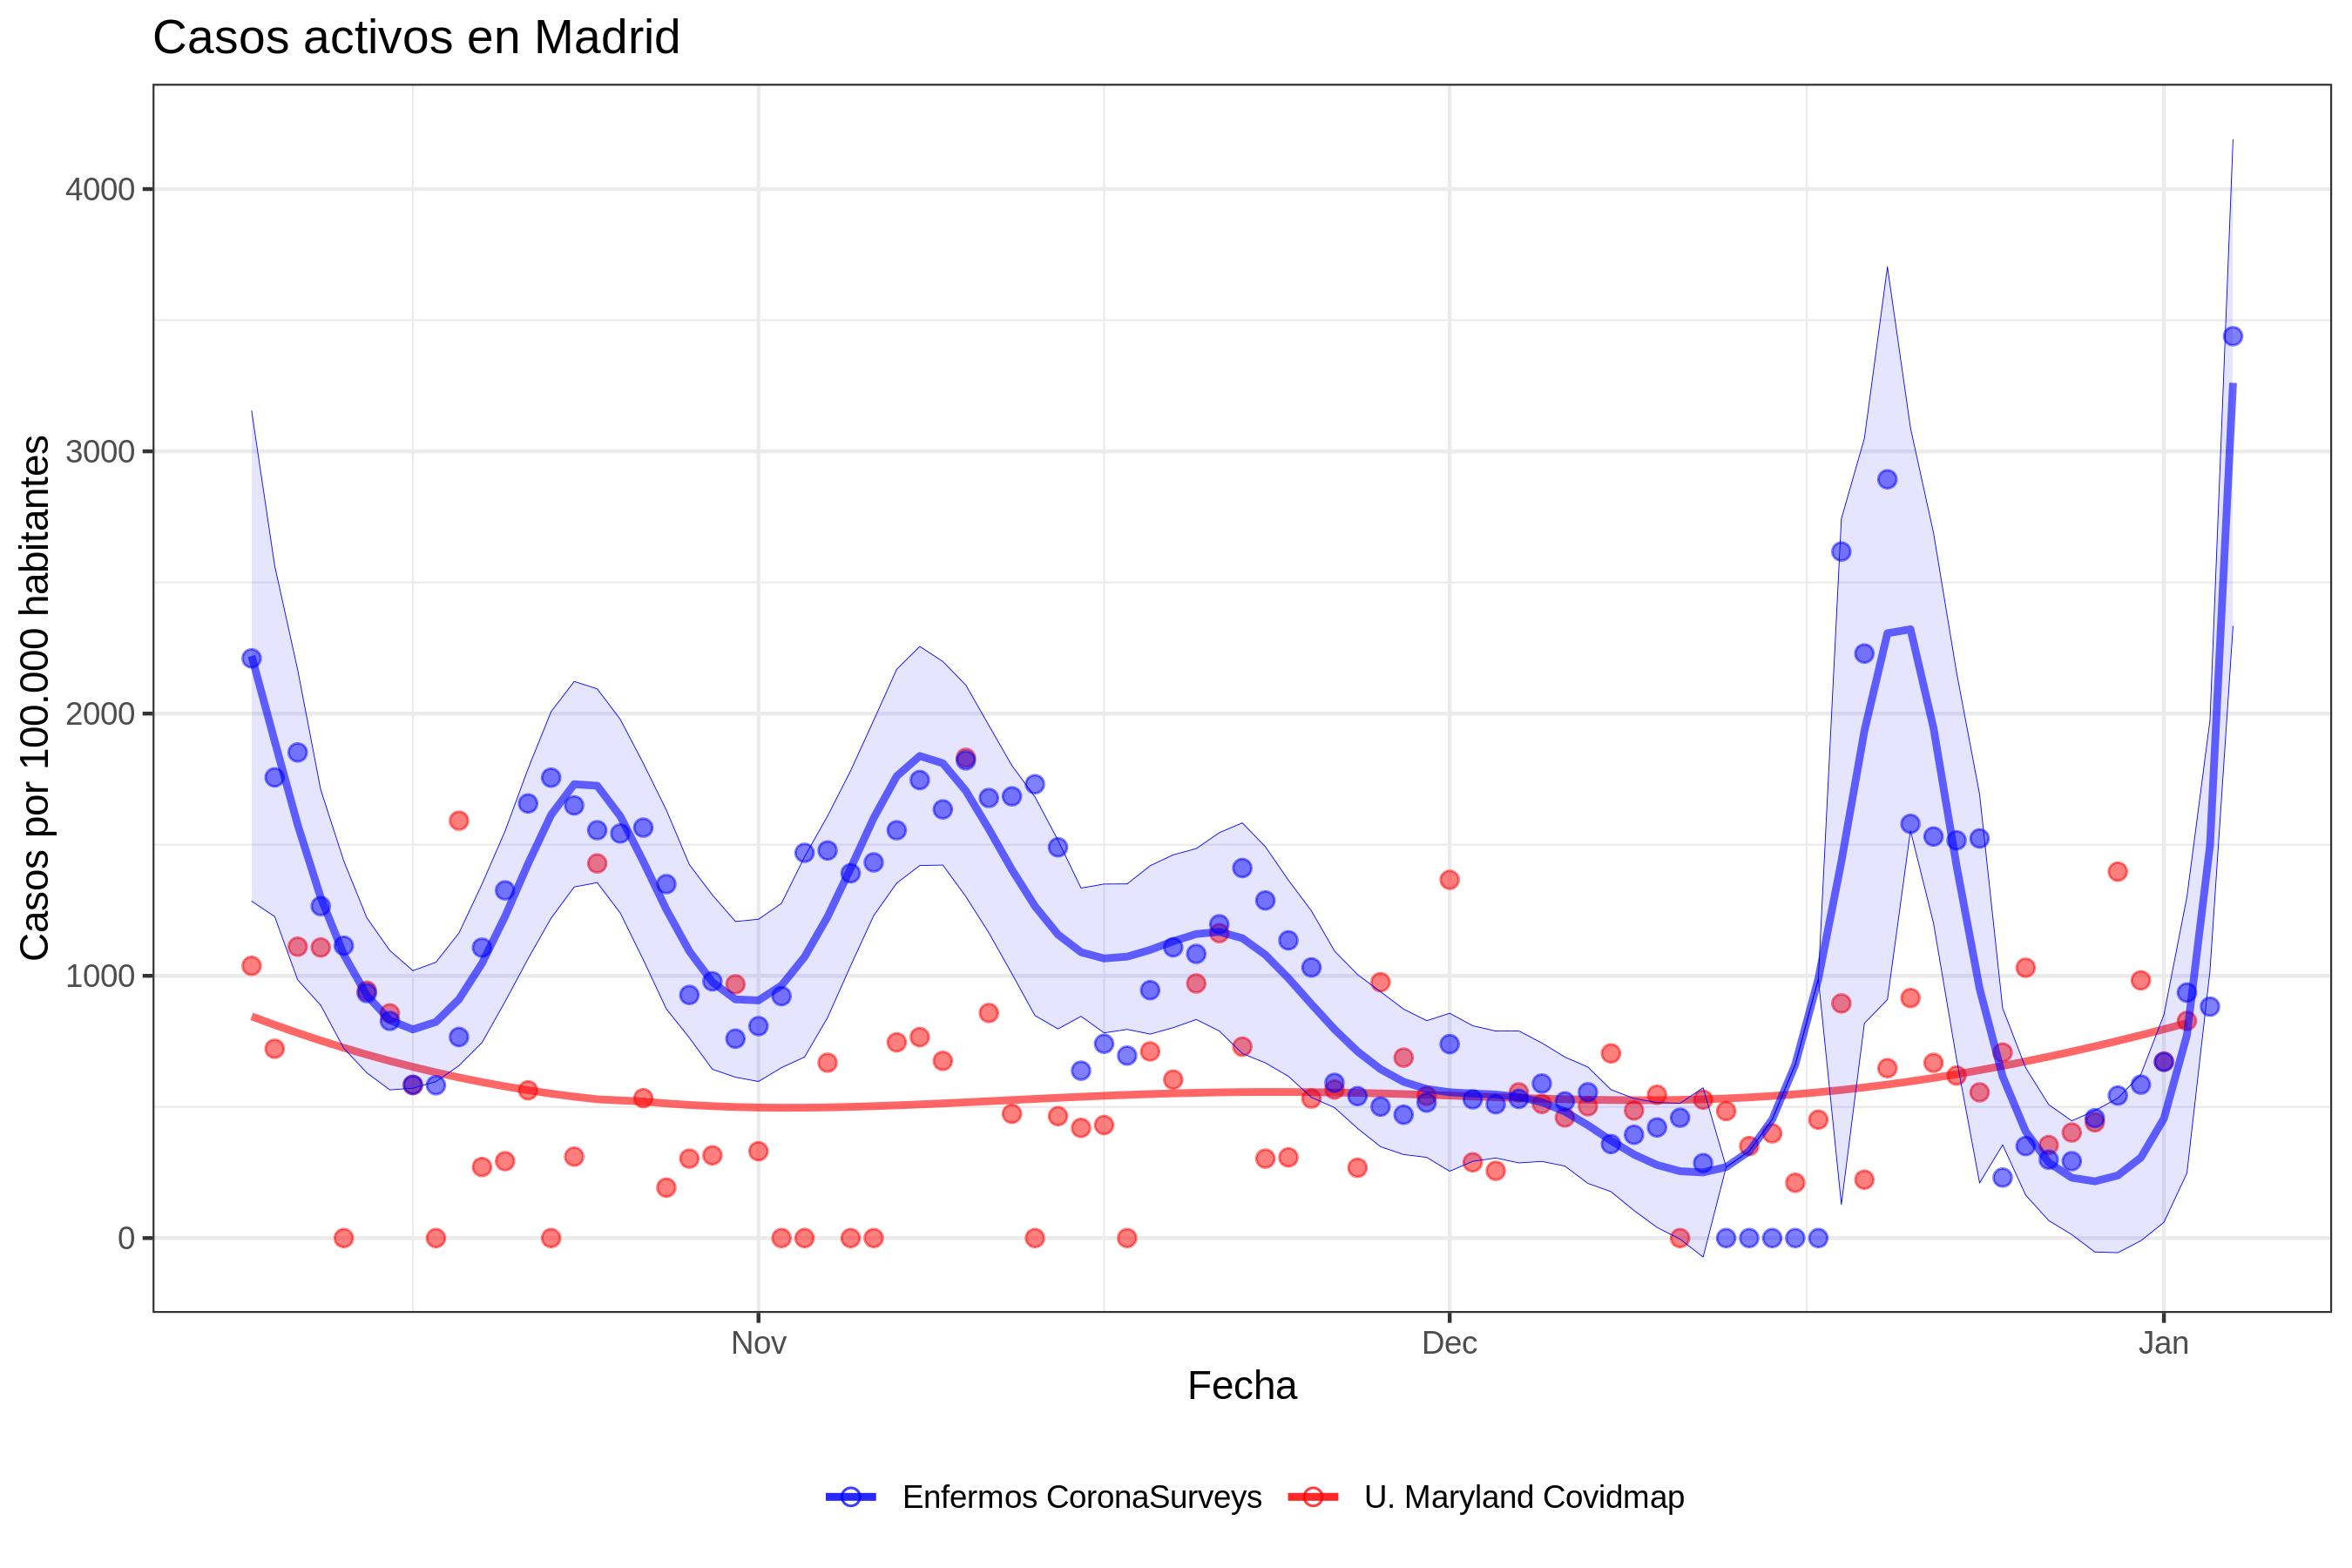 Casos activos en Madrid
Casos por 100.000 habitantes
4000
3000
2000
1000
0
Nov
Dec
Jan
Fecha
Enfermos CoronaSurveys
U. Maryland Covidmap